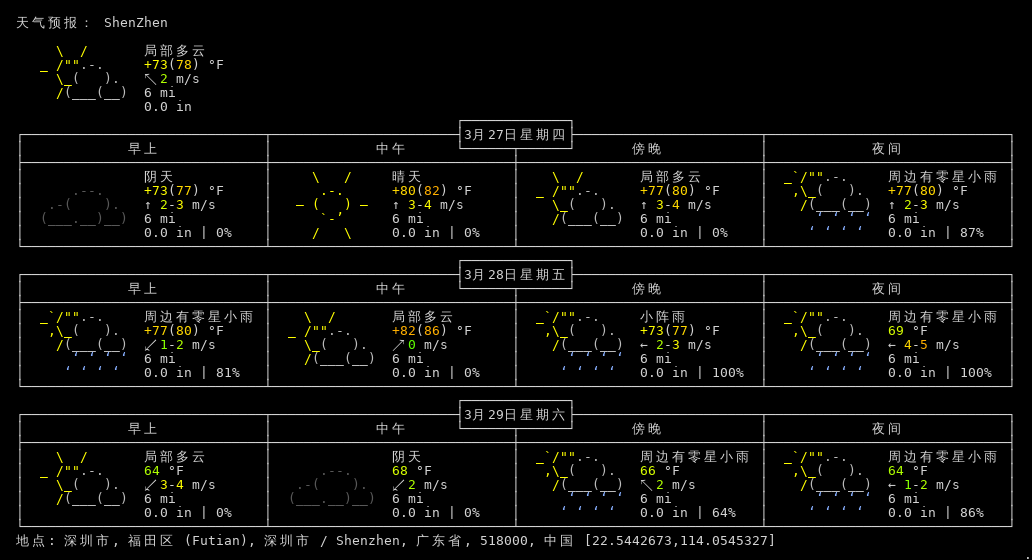 天气预报： ShenZhen
局部多云
+73(78) °F
↖ 2 m/s
6 mi
0.0 in
3月27日星期四
早上 中午 傍晚 夜间
阴天 晴天 局部多云 周边有零星小雨
+73(77) °F +80(82) °F +77(80) °F +77(80) °F
↑ 2-3 m/s ↑ 3-4 m/s ↑ 3-4 m/s ↑ 2-3 m/s
6 mi 6 mi 6 mi 6 mi
0.0 in | 0% 0.0 in | 0% 0.0 in | 0% 0.0 in | 87%
3月28日星期五
早上 中午 傍晚 夜间
周边有零星小雨 局部多云 小阵雨 周边有零星小雨
+77(80) °F +82(86) °F +73(77) °F 69 °F
↙ 1-2 m/s ↗ 0 m/s ← 2-3 m/s ← 4-5 m/s
6 mi 6 mi 6 mi 6 mi
0.0 in | 81% 0.0 in | 0% 0.0 in | 100% 0.0 in | 100%
3月29日星期六
早上 中午 傍晚 夜间
局部多云 阴天 周边有零星小雨 周边有零星小雨
64 °F 68 °F 66 °F 64 °F
↙ 3-4 m/s ↙ 2 m/s ↖ 2 m/s ← 1-2 m/s
6 mi 6 mi 6 mi 6 mi
0.0 in | 0% 0.0 in | 0% 0.0 in | 64% 0.0 in | 86%
地点: 深圳市, 福田区 (Futian), 深圳市 / Shenzhen, 广东省, 518000, 中国 [22.5442673,114.0545327]